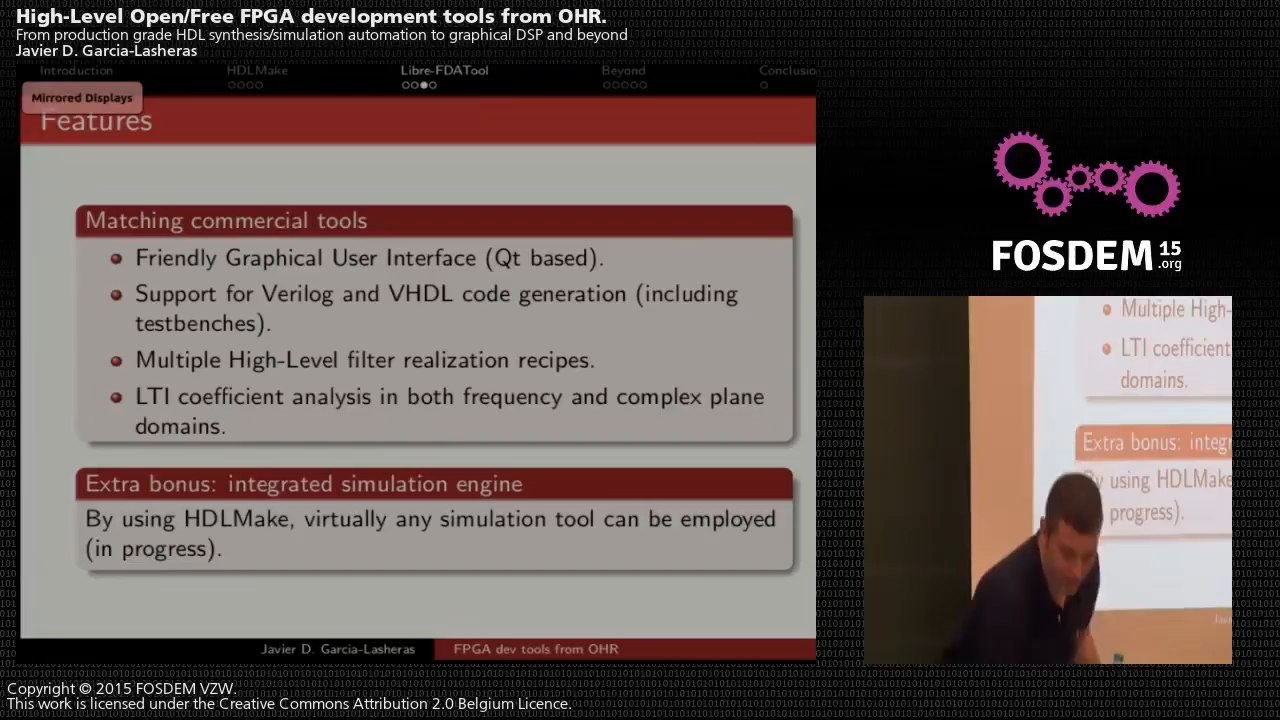 High-Level Open/Free FPGA development tools from OHR.
From production grade HDL synthesis/simulation automation to graphical DSP and beyond
Javier D. Garcia-Lasheras
Introduction HDLMake Libre-FDATool Beyond Conclusio
Mirrored Displays
Features
Matching commercial tools
Friendly Graphical User Interface (Qt based).
Support for Verilog and VHDL code generation (including
testbenches).
Multiple High-Level filter realization recipes.
LTI coefficient analysis in both frequency and complex plane
domains.
Extra bonus: integrated simulation engine
By using HDLMake, virtually any simulation tool can be employed
(in progress).
Javier D. Garcia-Lasheras FPGA dev tools from OHR
FOSDEM 15
.org
Multiple High-
LTI coefficient
domains.
Extra bonus: integr
By using HDLMake
progress).
Copyright © 2015 FOSDEM VZW.
This work is licensed under the Creative Commons Attribution 2.0 Belgium Licence.